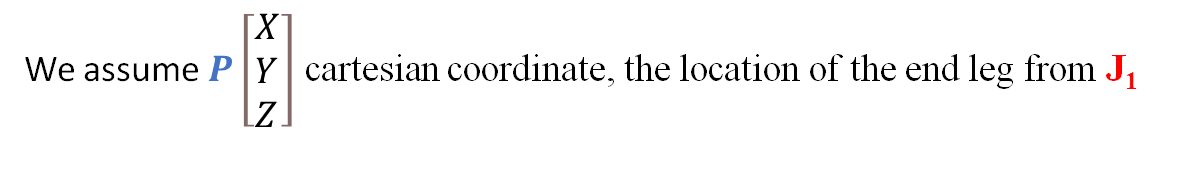 We assume P [X Y Z] cartesian coordinate, the location of the end leg from J₁